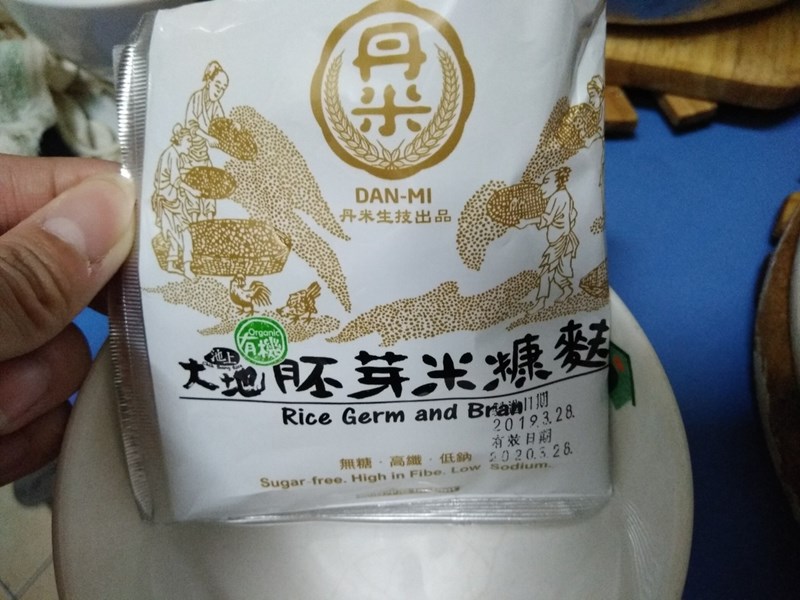 丹
米
DAN-MI
丹米生技出品
Organic
有機
池上
大地胚芽米糠麩
Rice Germ and Bran
2019.3.28.
有效日期
2020.3.28.
無糖·高纖·低鈉
Sugar-free. High in Fibe. Low Sodium.